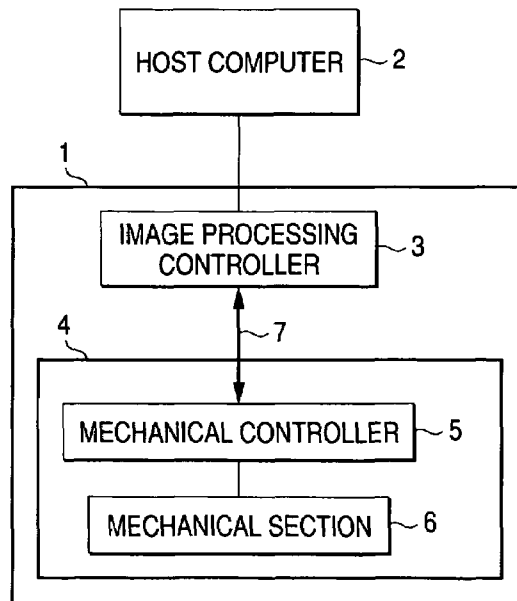 HOST COMPUTER
2
1
IMAGE PROCESSING
CONTROLLER
3
7
4
MECHANICAL CONTROLLER
5
MECHANICAL SECTION
6